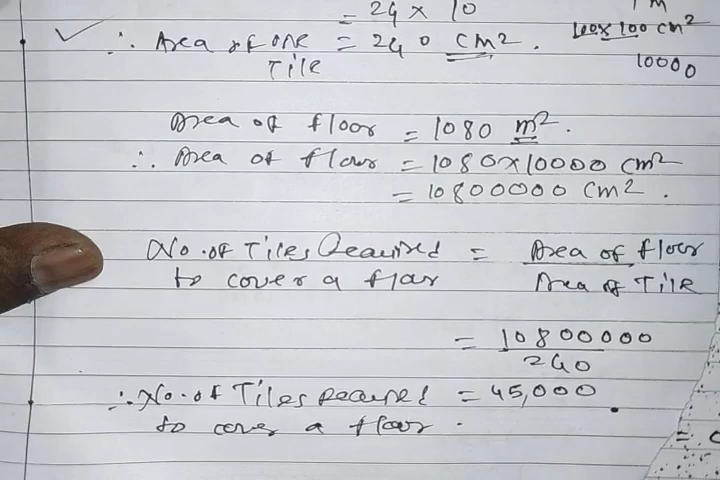 = 24 × 10
1 m
∴ Area of one = 240 cm2.
Tile
100×100 cm2
10000
Area of floor = 1080 m2.
∴ Area of floor = 1080×10000 cm2
= 10800000 cm2.
No. of Tiles Required = Area of floor
to cover a floor Area of Tile
= 10800000
240
∴ No. of Tiles required = 45,000.
to cover a floor.
=